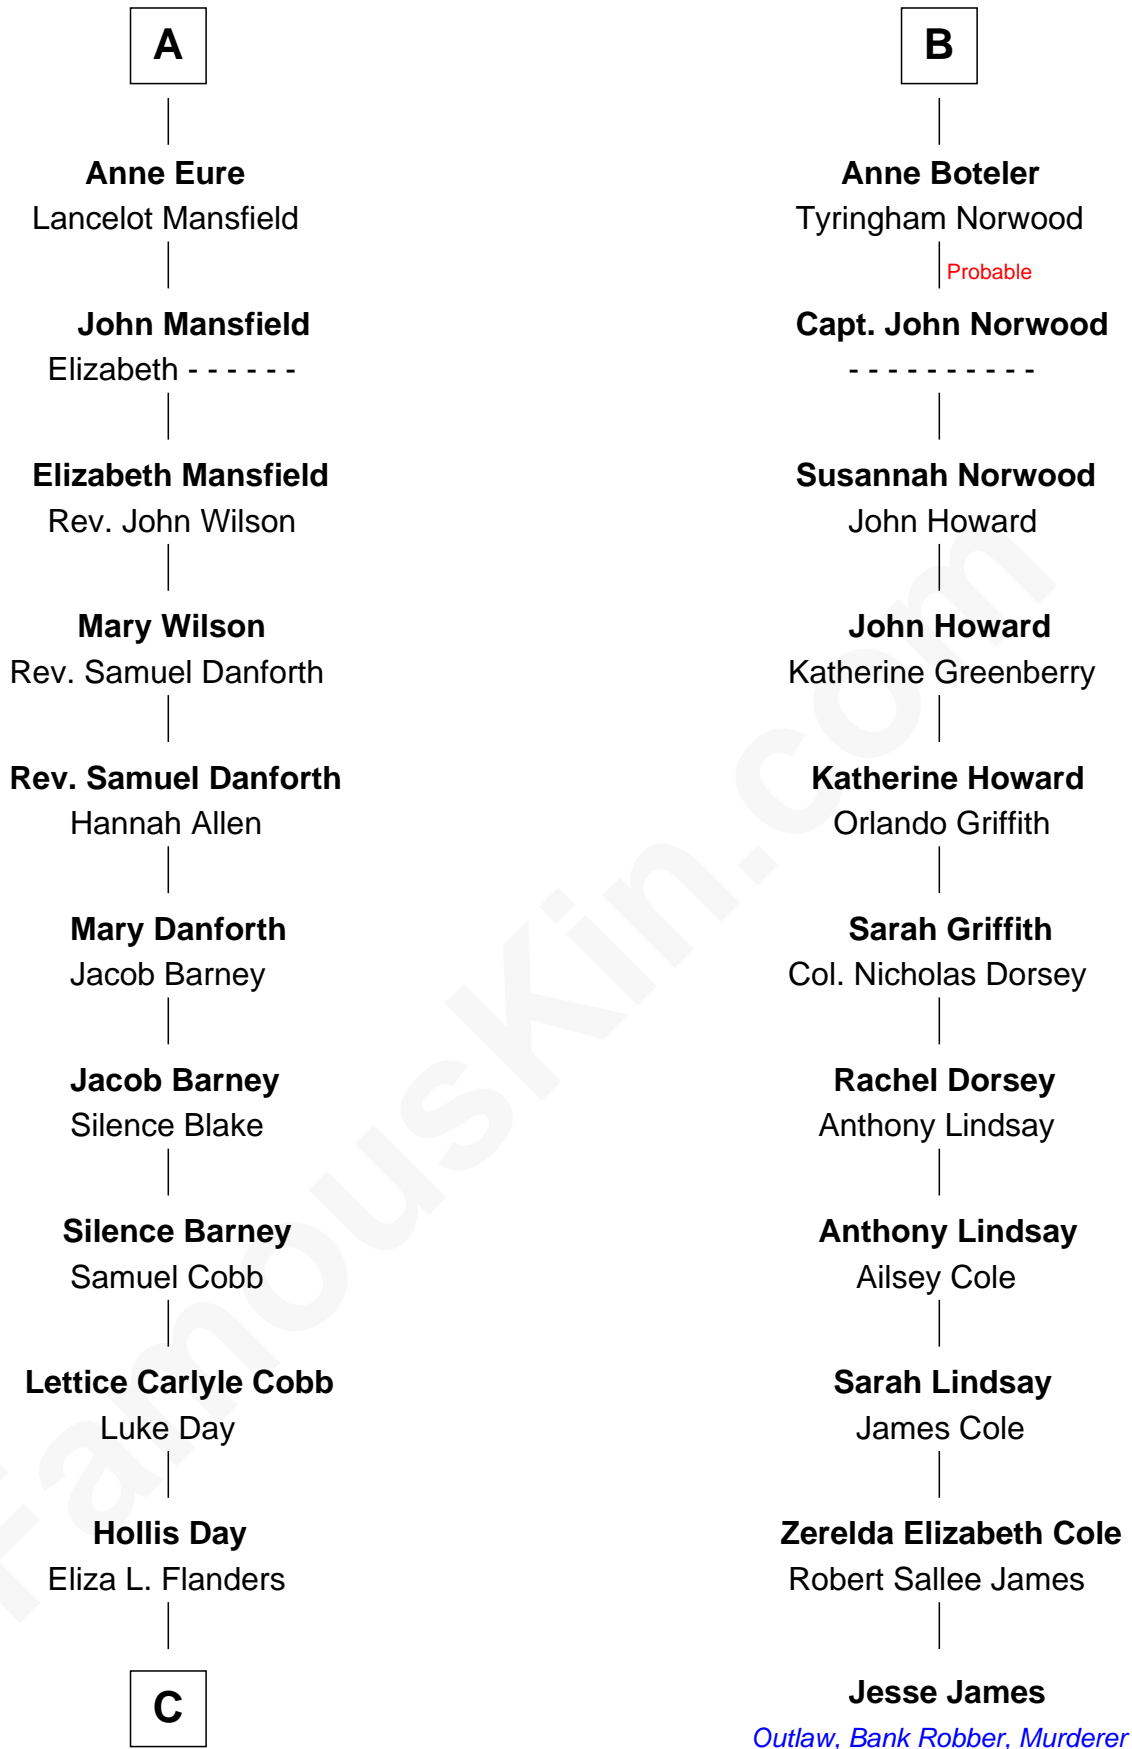 A
Anne Eure
Lancelot Mansfield
John Mansfield
Elizabeth - - - - - -
Elizabeth Mansfield
Rev. John Wilson
Mary Wilson
Rev. Samuel Danforth
Rev. Samuel Danforth
Hannah Allen
Mary Danforth
Jacob Barney
Jacob Barney
Silence Blake
Silence Barney
Samuel Cobb
Lettice Carlyle Cobb
Luke Day
Hollis Day
Eliza L. Flanders
C
B
Anne Boteler
Tyringham Norwood
Probable
Capt. John Norwood
- - - - - - - - - -
Susannah Norwood
John Howard
John Howard
Katherine Greenberry
Katherine Howard
Orlando Griffith
Sarah Griffith
Col. Nicholas Dorsey
Rachel Dorsey
Anthony Lindsay
Anthony Lindsay
Ailsey Cole
Sarah Lindsay
James Cole
Zerelda Elizabeth Cole
Robert Sallee James
Jesse James
Outlaw, Bank Robber, Murderer
FamousKin.com